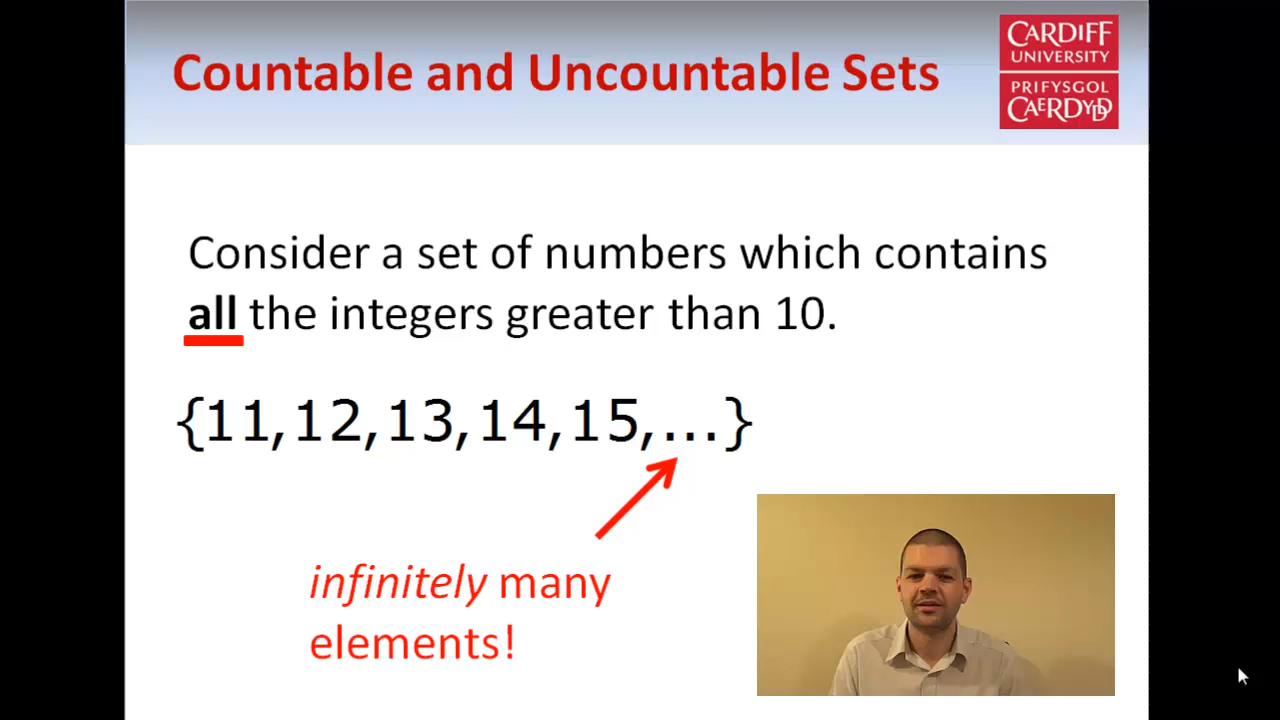 Countable and Uncountable Sets
CARDIFF
UNIVERSITY
PRIFYSGOL
CAERDYDD
Consider a set of numbers which contains
all the integers greater than 10.
{11,12,13,14,15,...}
infinitely many
elements!